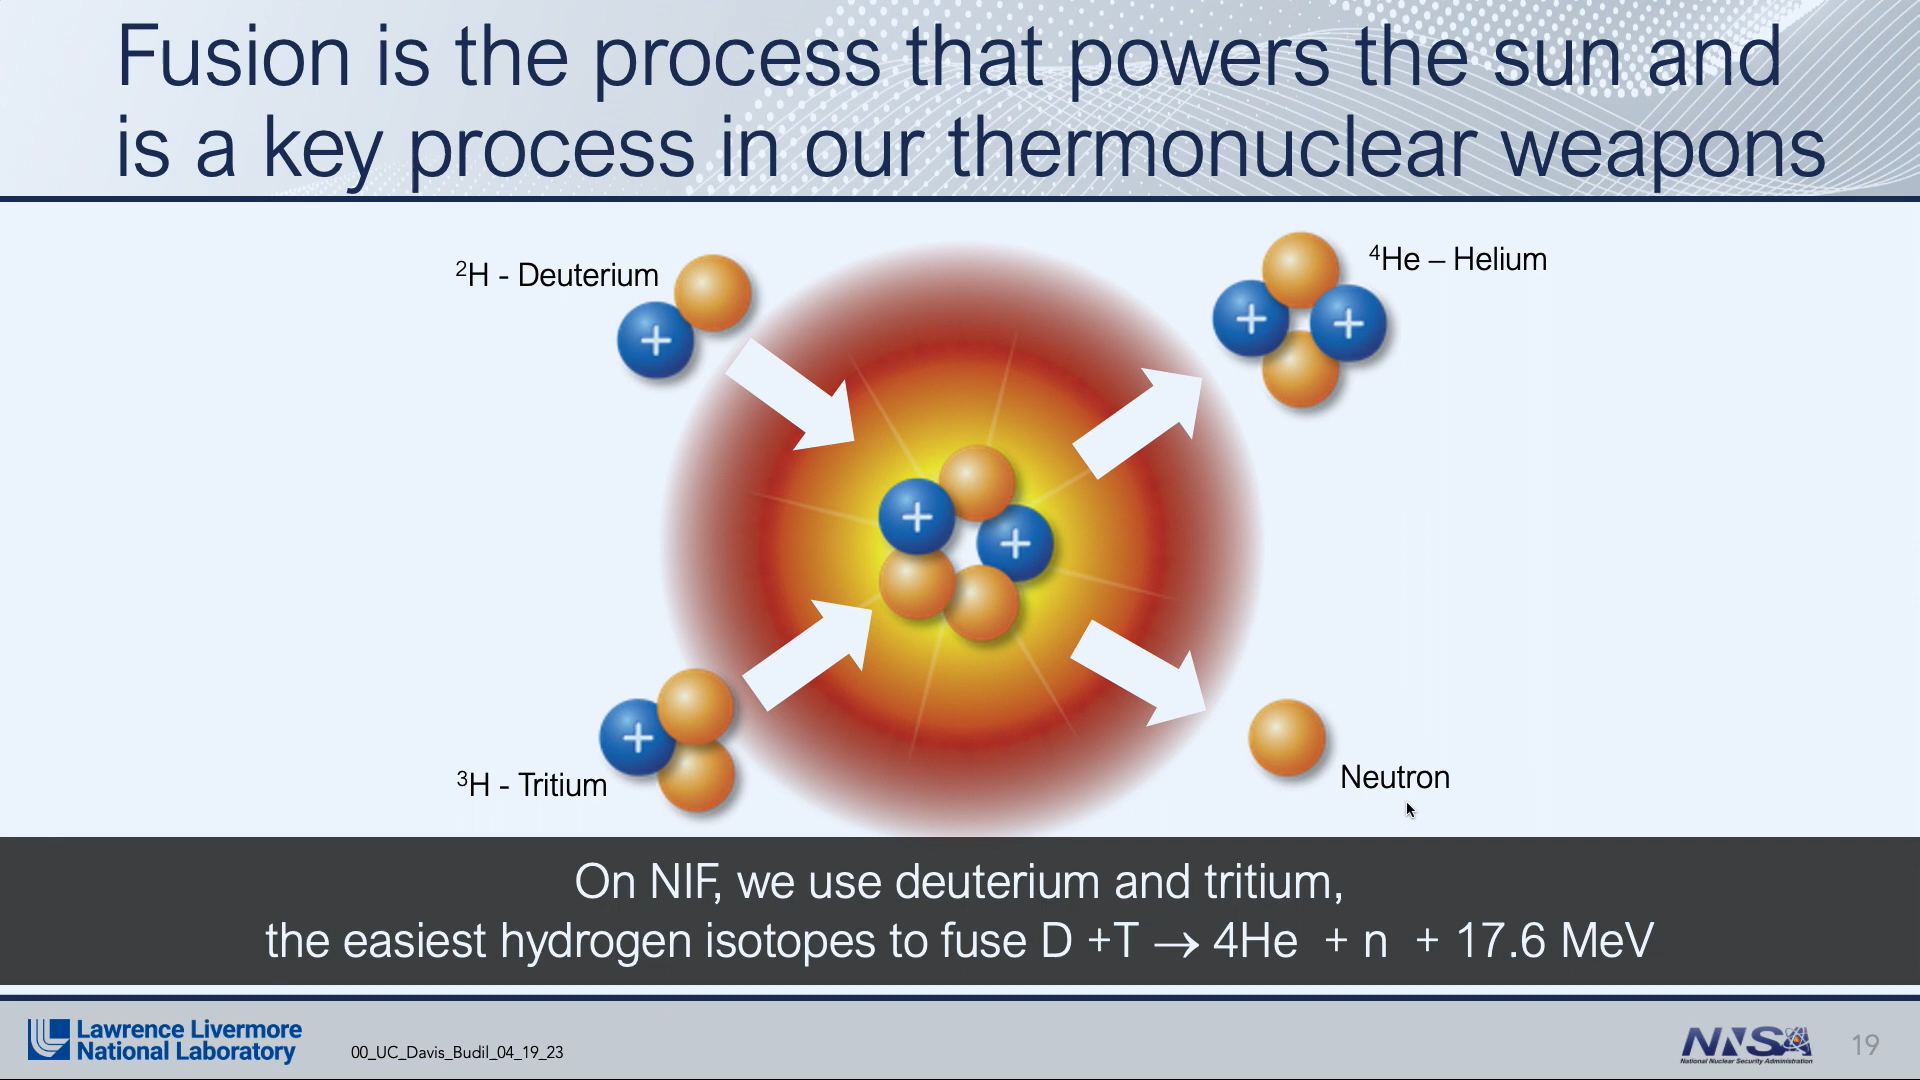 Fusion is the process that powers the sun and
is a key process in our thermonuclear weapons
²H - Deuterium
⁴He – Helium
+
+
+
+
+
+
³H - Tritium
Neutron
On NIF, we use deuterium and tritium,
the easiest hydrogen isotopes to fuse D +T → 4He + n + 17.6 MeV
Lawrence Livermore
National Laboratory
00_UC_Davis_Budil_04_19_23
NNSA
National Nuclear Security Administration
19